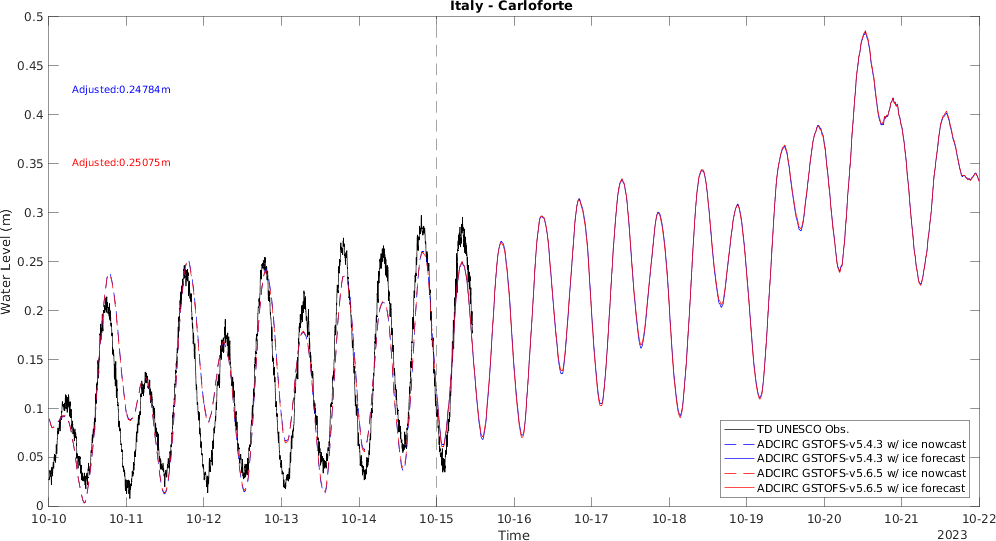 Italy - Carloforte
Water Level (m)
0.5
0.45
0.4
0.35
0.3
0.25
0.2
0.15
0.1
0.05
0
Adjusted:0.24784m
Adjusted:0.25075m
TD UNESCO Obs.
ADCIRC GSTOFS-v5.4.3 w/ ice nowcast
ADCIRC GSTOFS-v5.4.3 w/ ice forecast
ADCIRC GSTOFS-v5.6.5 w/ ice nowcast
ADCIRC GSTOFS-v5.6.5 w/ ice forecast
10-10 10-11 10-12 10-13 10-14 10-15 10-16 10-17 10-18 10-19 10-20 10-21 10-22
Time
2023